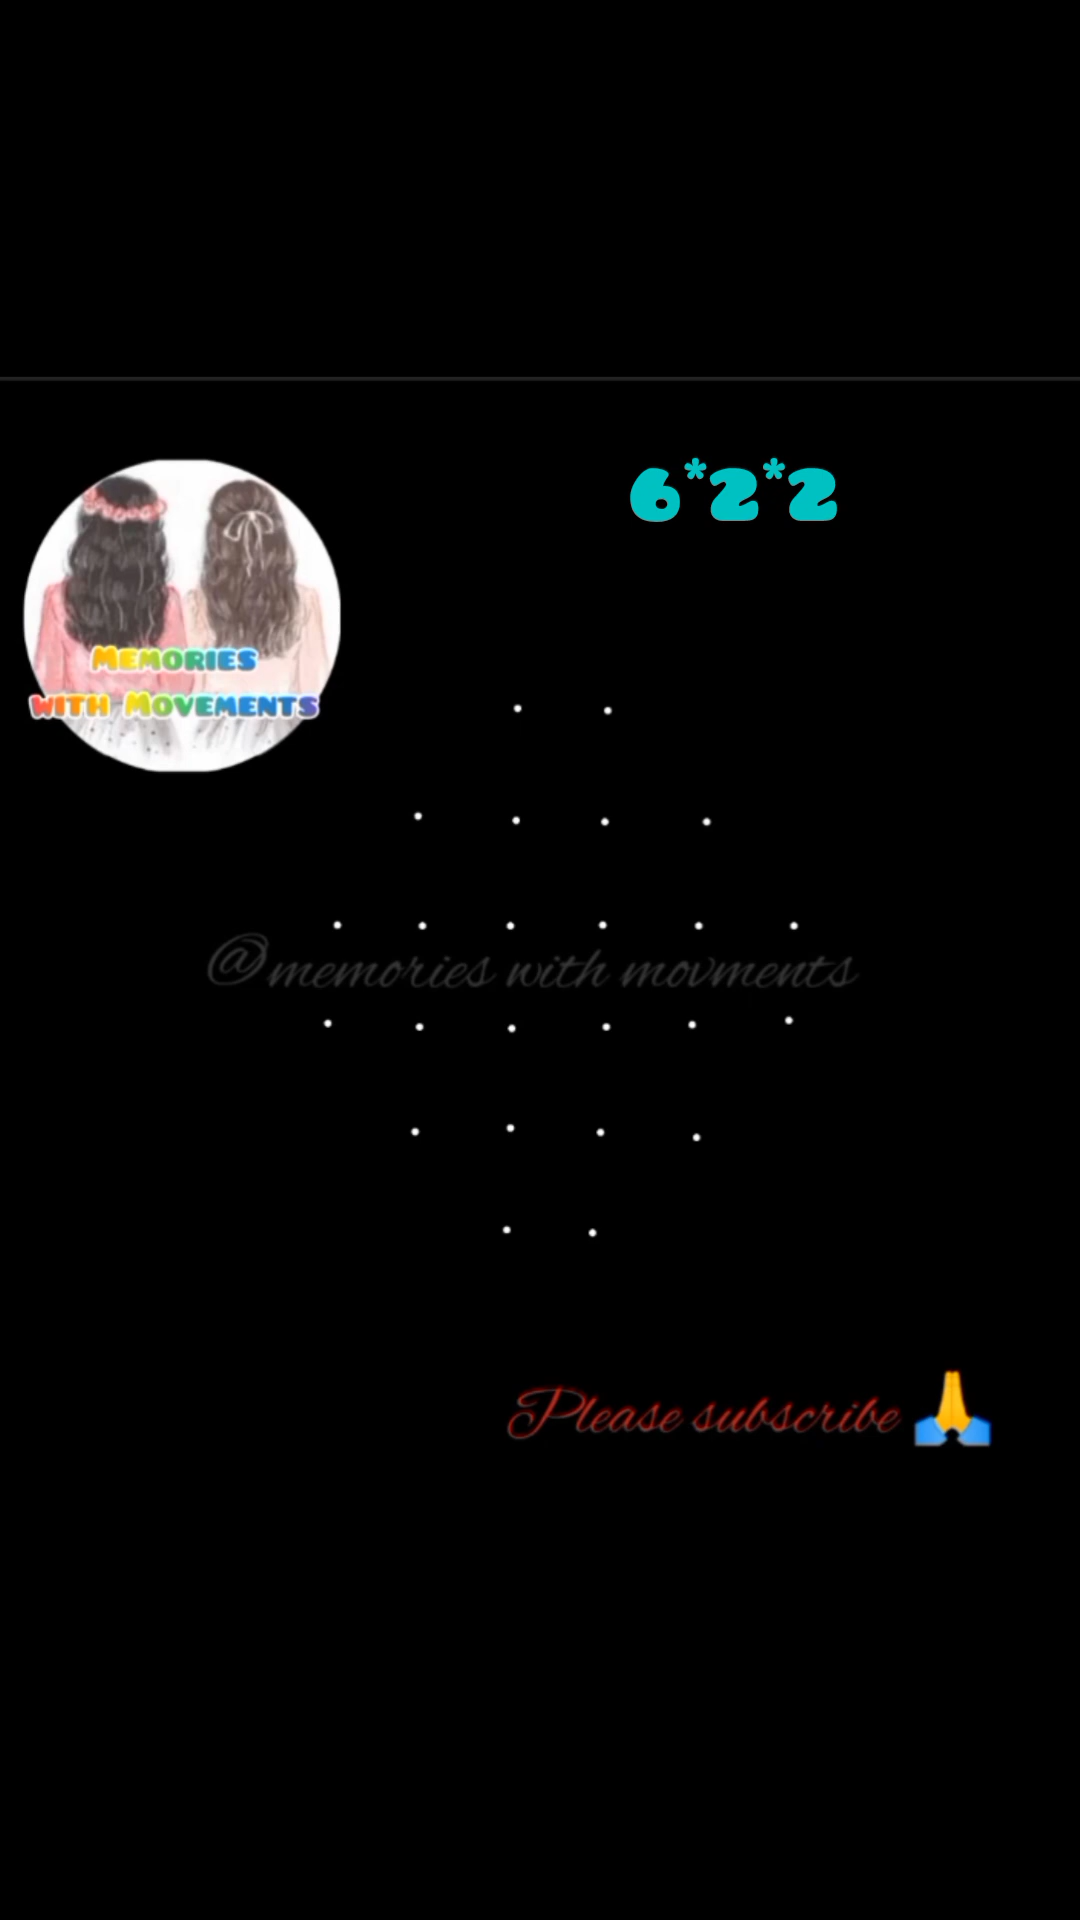 6*2*2
MEMORIES
WITH MOVEMENTS
@memories with movments
Please subscribe 🙏